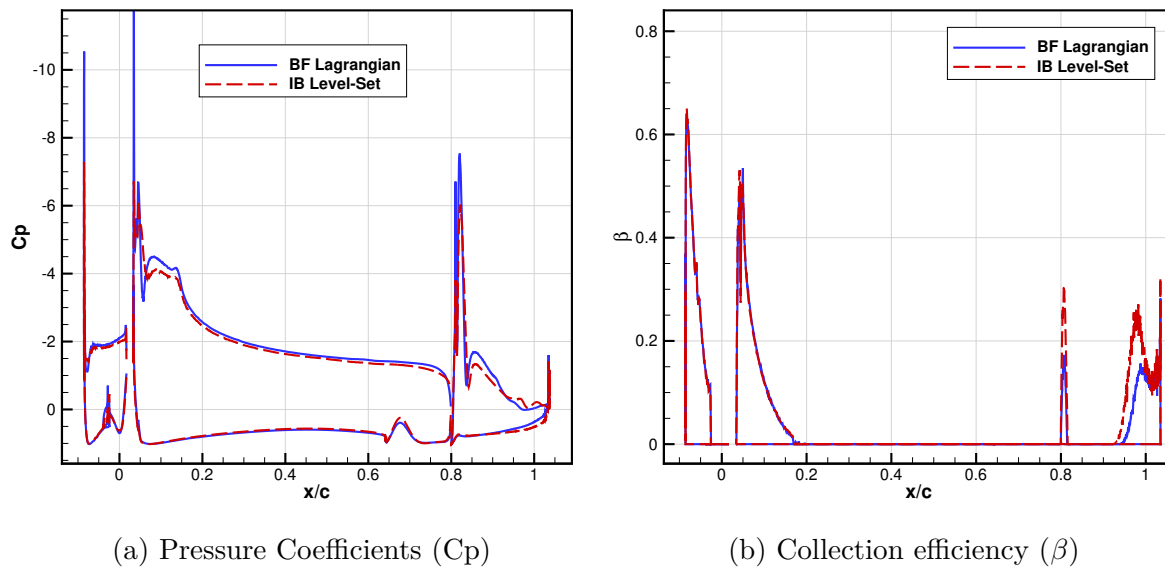 BF Lagrangian
IB Level-Set
Cp
-10
-8
-6
-4
-2
0
0
0.2
0.4
0.6
0.8
1
x/c
(a) Pressure Coefficients (Cp)
BF Lagrangian
IB Level-Set
β
0.8
0.6
0.4
0.2
0
0
0.2
0.4
0.6
0.8
1
x/c
(b) Collection efficiency (β)